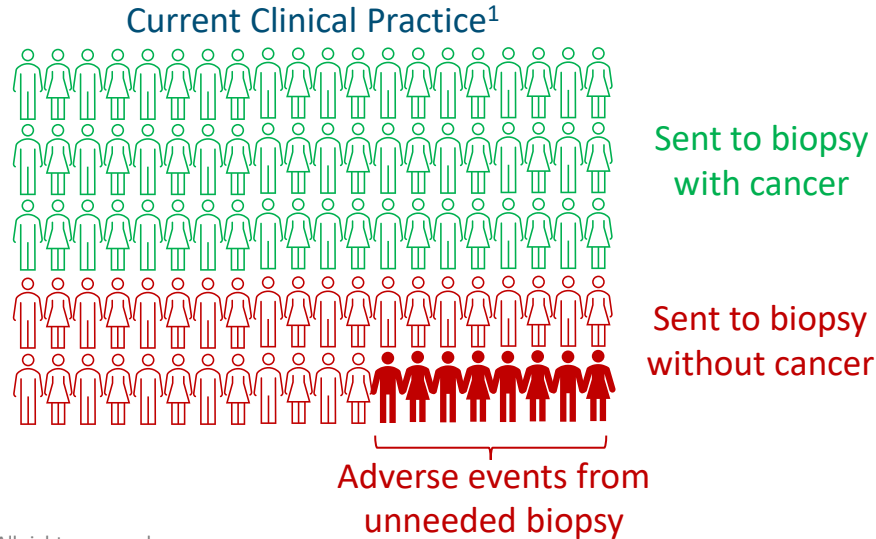 Current Clinical Practice¹
Sent to biopsy
with cancer
Sent to biopsy
without cancer
Adverse events from
unneeded biopsy